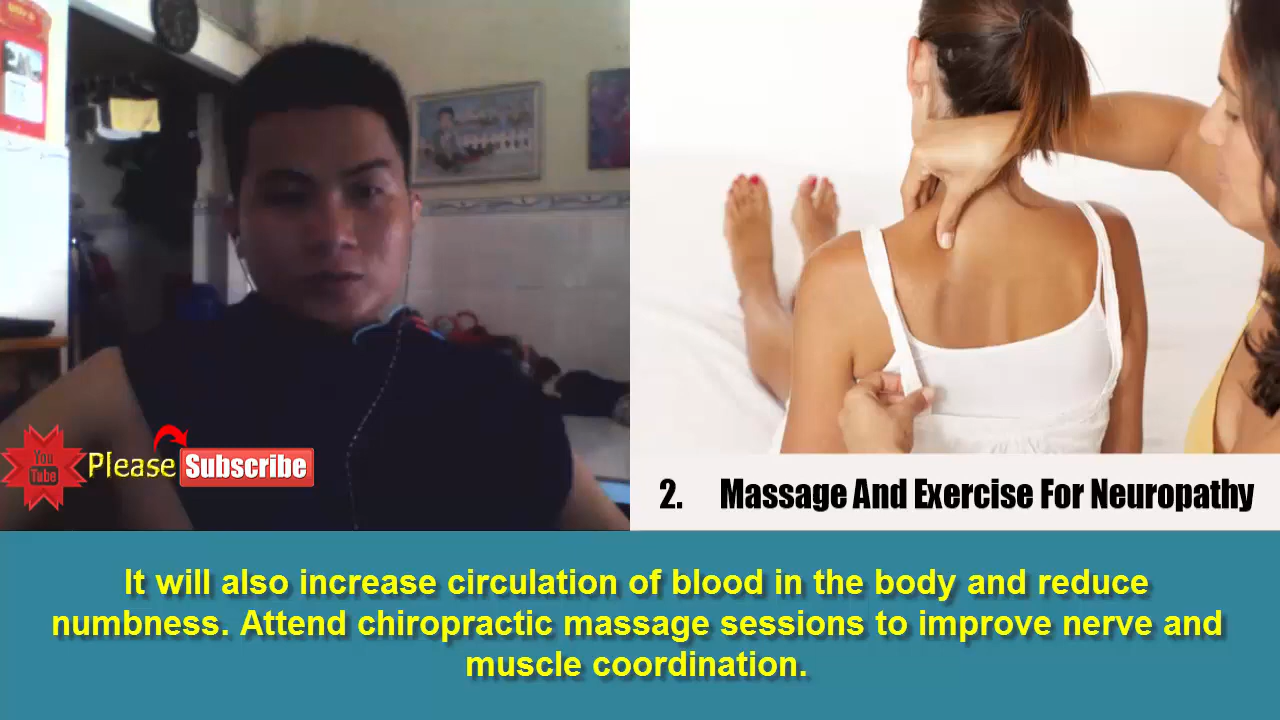 You
Tube
Please Subscribe
2. Massage And Exercise For Neuropathy
It will also increase circulation of blood in the body and reduce
numbness. Attend chiropractic massage sessions to improve nerve and
muscle coordination.